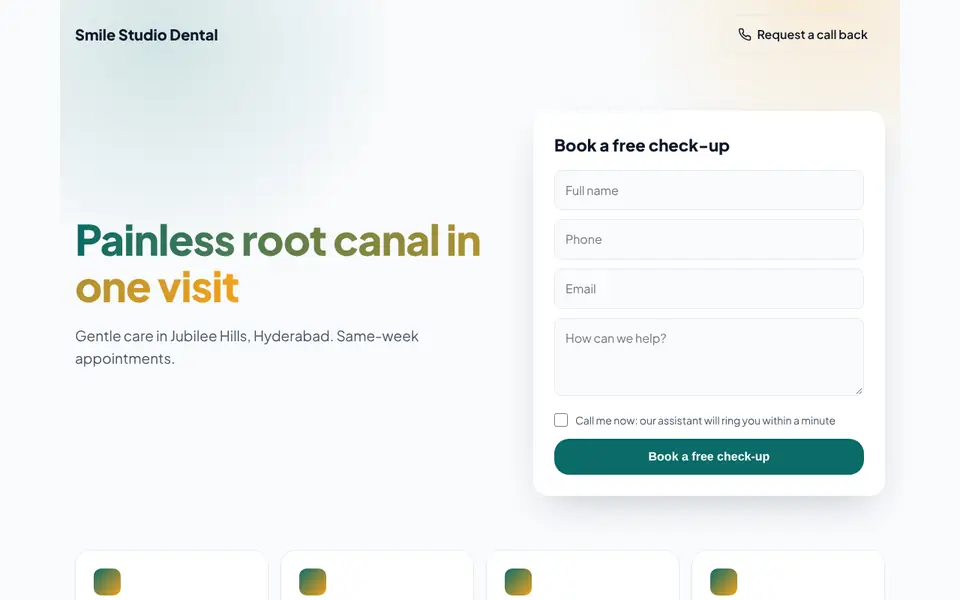 Smile Studio Dental
Request a call back
Painless root canal in
one visit
Gentle care in Jubilee Hills, Hyderabad. Same-week
appointments.
Book a free check-up
Full name
Phone
Email
How can we help?
Call me now: our assistant will ring you within a minute
Book a free check-up